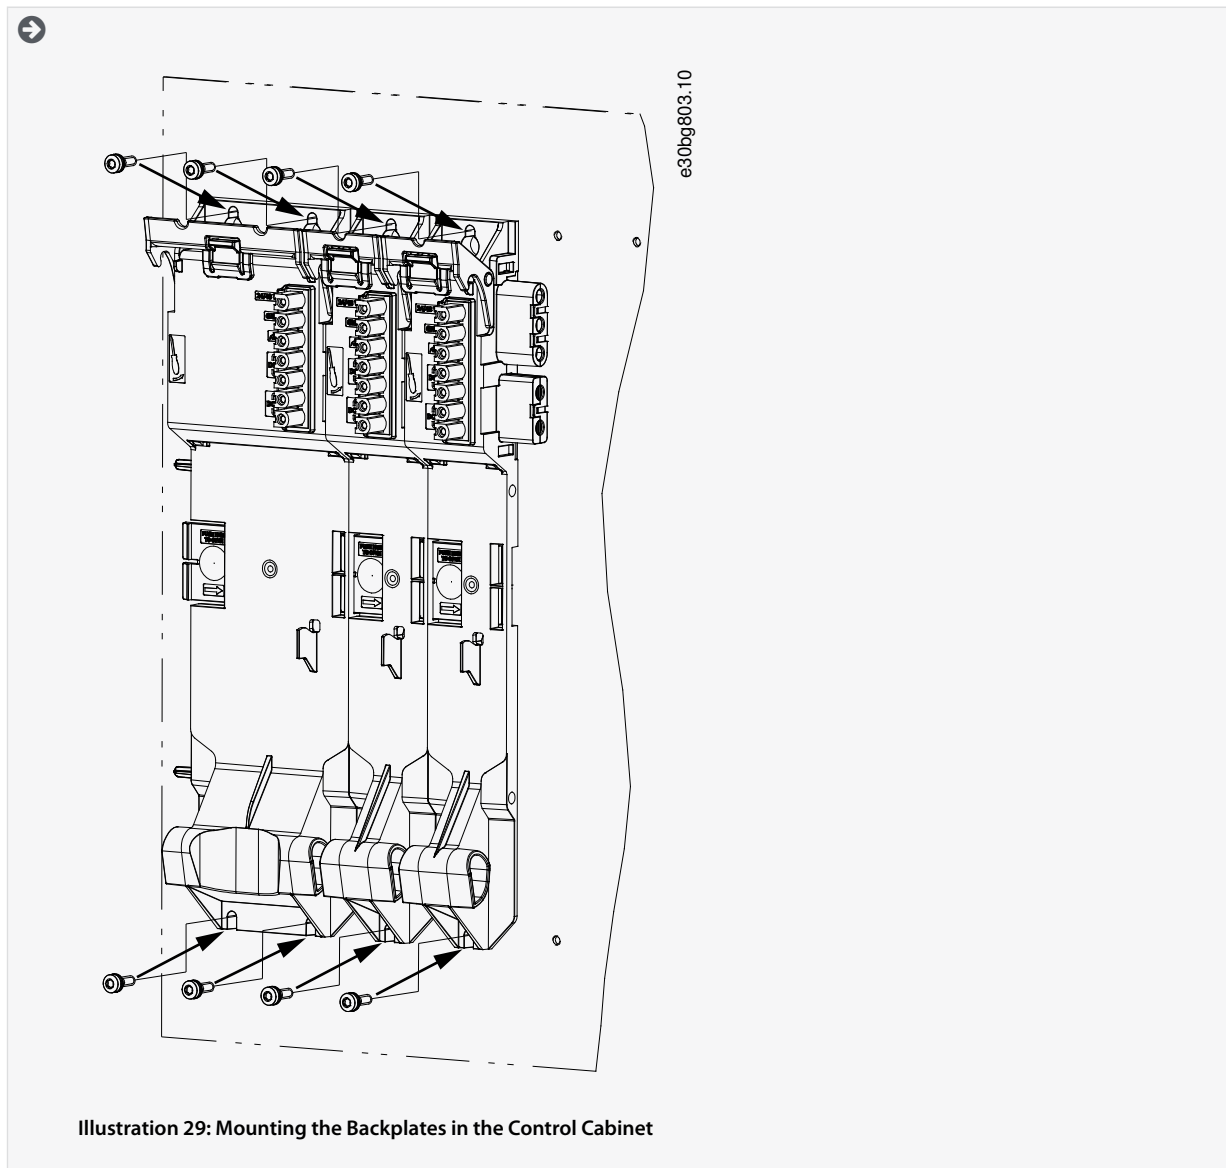 e30bg803.10
Illustration 29: Mounting the Backplates in the Control Cabinet